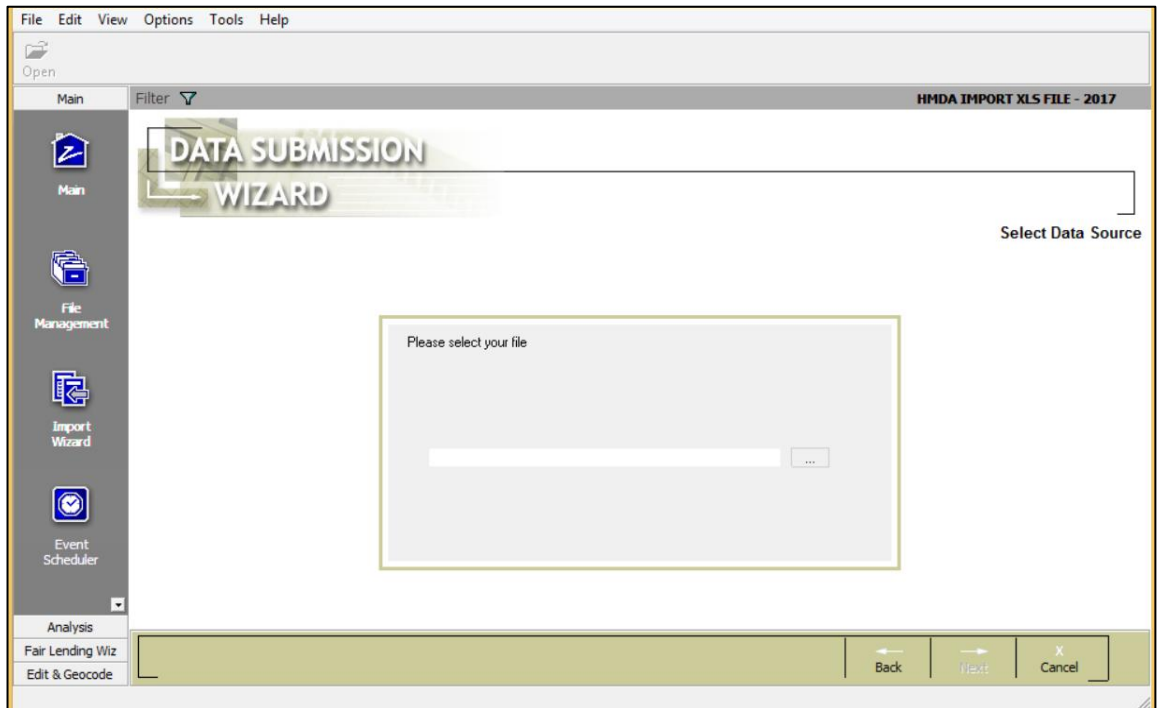 File Edit View Options Tools Help
Open
Main
Filter
HMDA IMPORT XLS FILE - 2017
DATA SUBMISSION
WIZARD
Main
Select Data Source
File
Management
Please select your file
Import
Wizard
...
Event
Scheduler
Analysis
Fair Lending Wiz
Edit & Geocode
Back
Next
X
Cancel